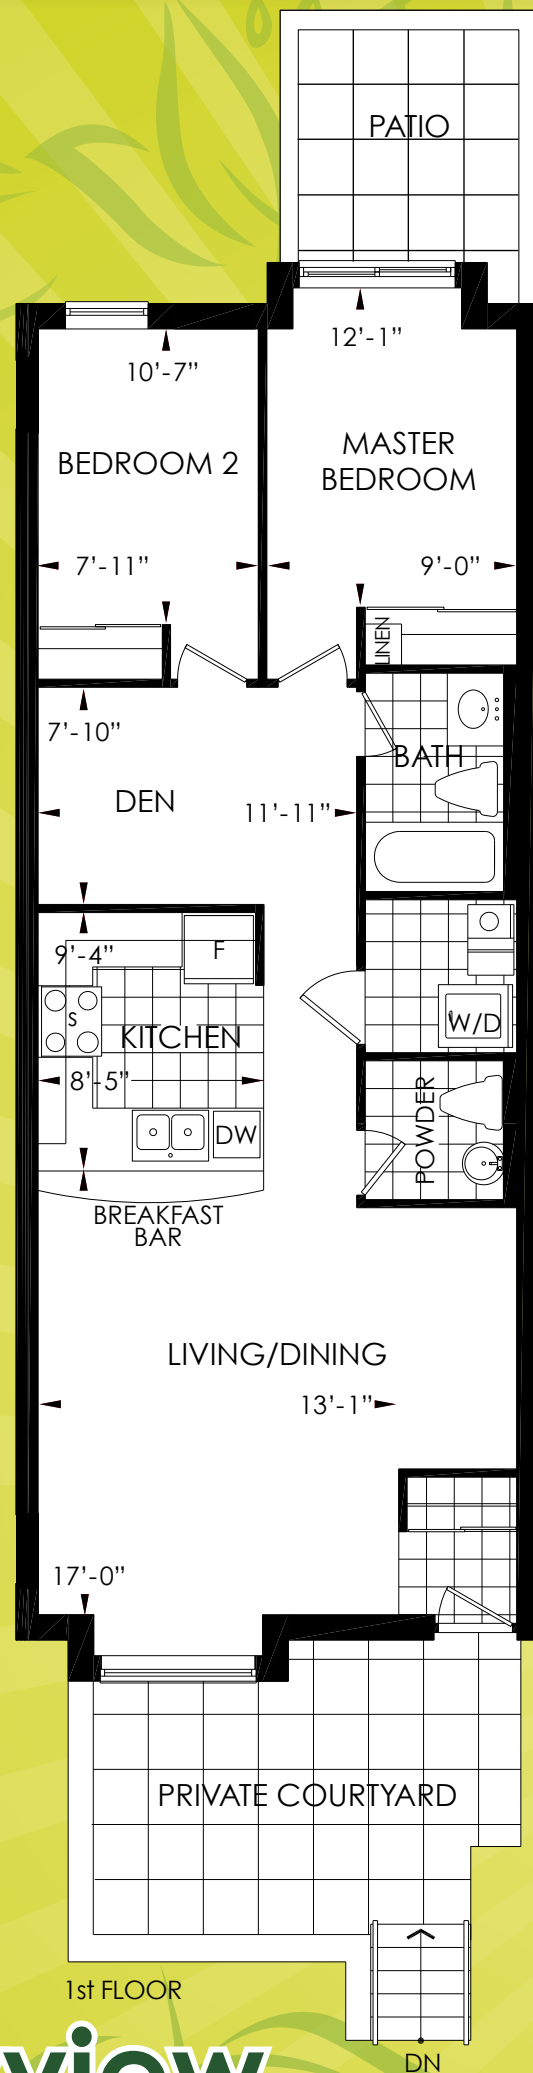 PATIO
12'-1"
10'-7"
MASTER
BEDROOM
BEDROOM 2
7'-11"
9'-0"
LINEN
7'-10"
BATH
DEN
11'-11"
9'-4"
F
S
W/D
KITCHEN
8'-5"
DW
POWDER
BREAKFAST
BAR
LIVING/DINING
13'-1"
17'-0"
PRIVATE COURTYARD
1st FLOOR
view
DN